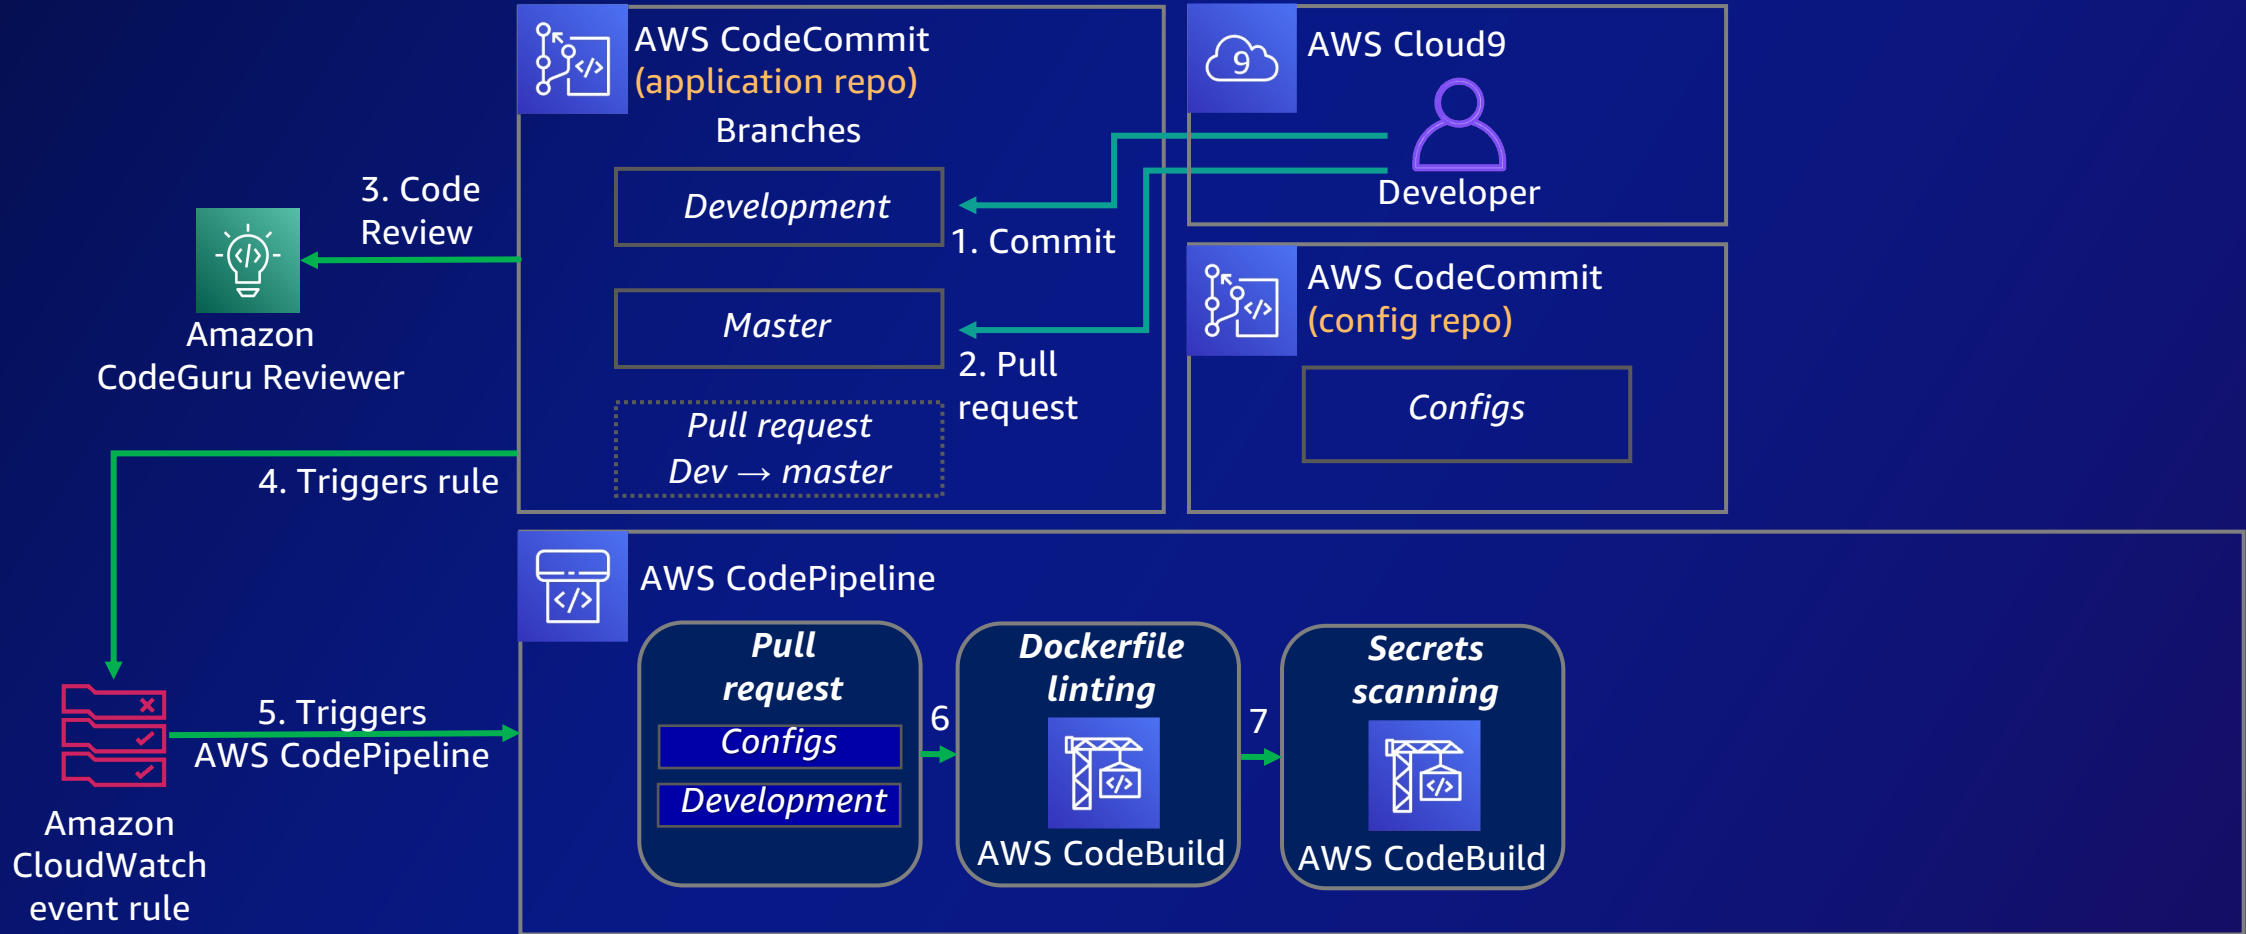 AWS CodeCommit
(application repo)
Branches
Development
Master
Pull request
Dev → master
9
AWS Cloud9
Developer
1. Commit
2. Pull
request
AWS CodeCommit
(config repo)
Configs
3. Code
Review
Amazon
CodeGuru Reviewer
4. Triggers rule
5. Triggers
AWS CodePipeline
Amazon
CloudWatch
event rule
AWS CodePipeline
Pull
request
Configs
Development
6
Dockerfile
linting
AWS CodeBuild
7
Secrets
scanning
AWS CodeBuild